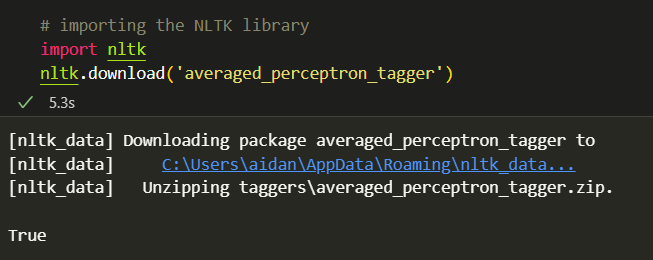 # importing the NLTK library
import nltk
nltk.download('averaged_perceptron_tagger')
5.3s
[nltk_data] Downloading package averaged_perceptron_tagger to
[nltk_data]     C:\Users\aidan\AppData\Roaming\nltk_data...
[nltk_data]   Unzipping taggers\averaged_perceptron_tagger.zip.
True